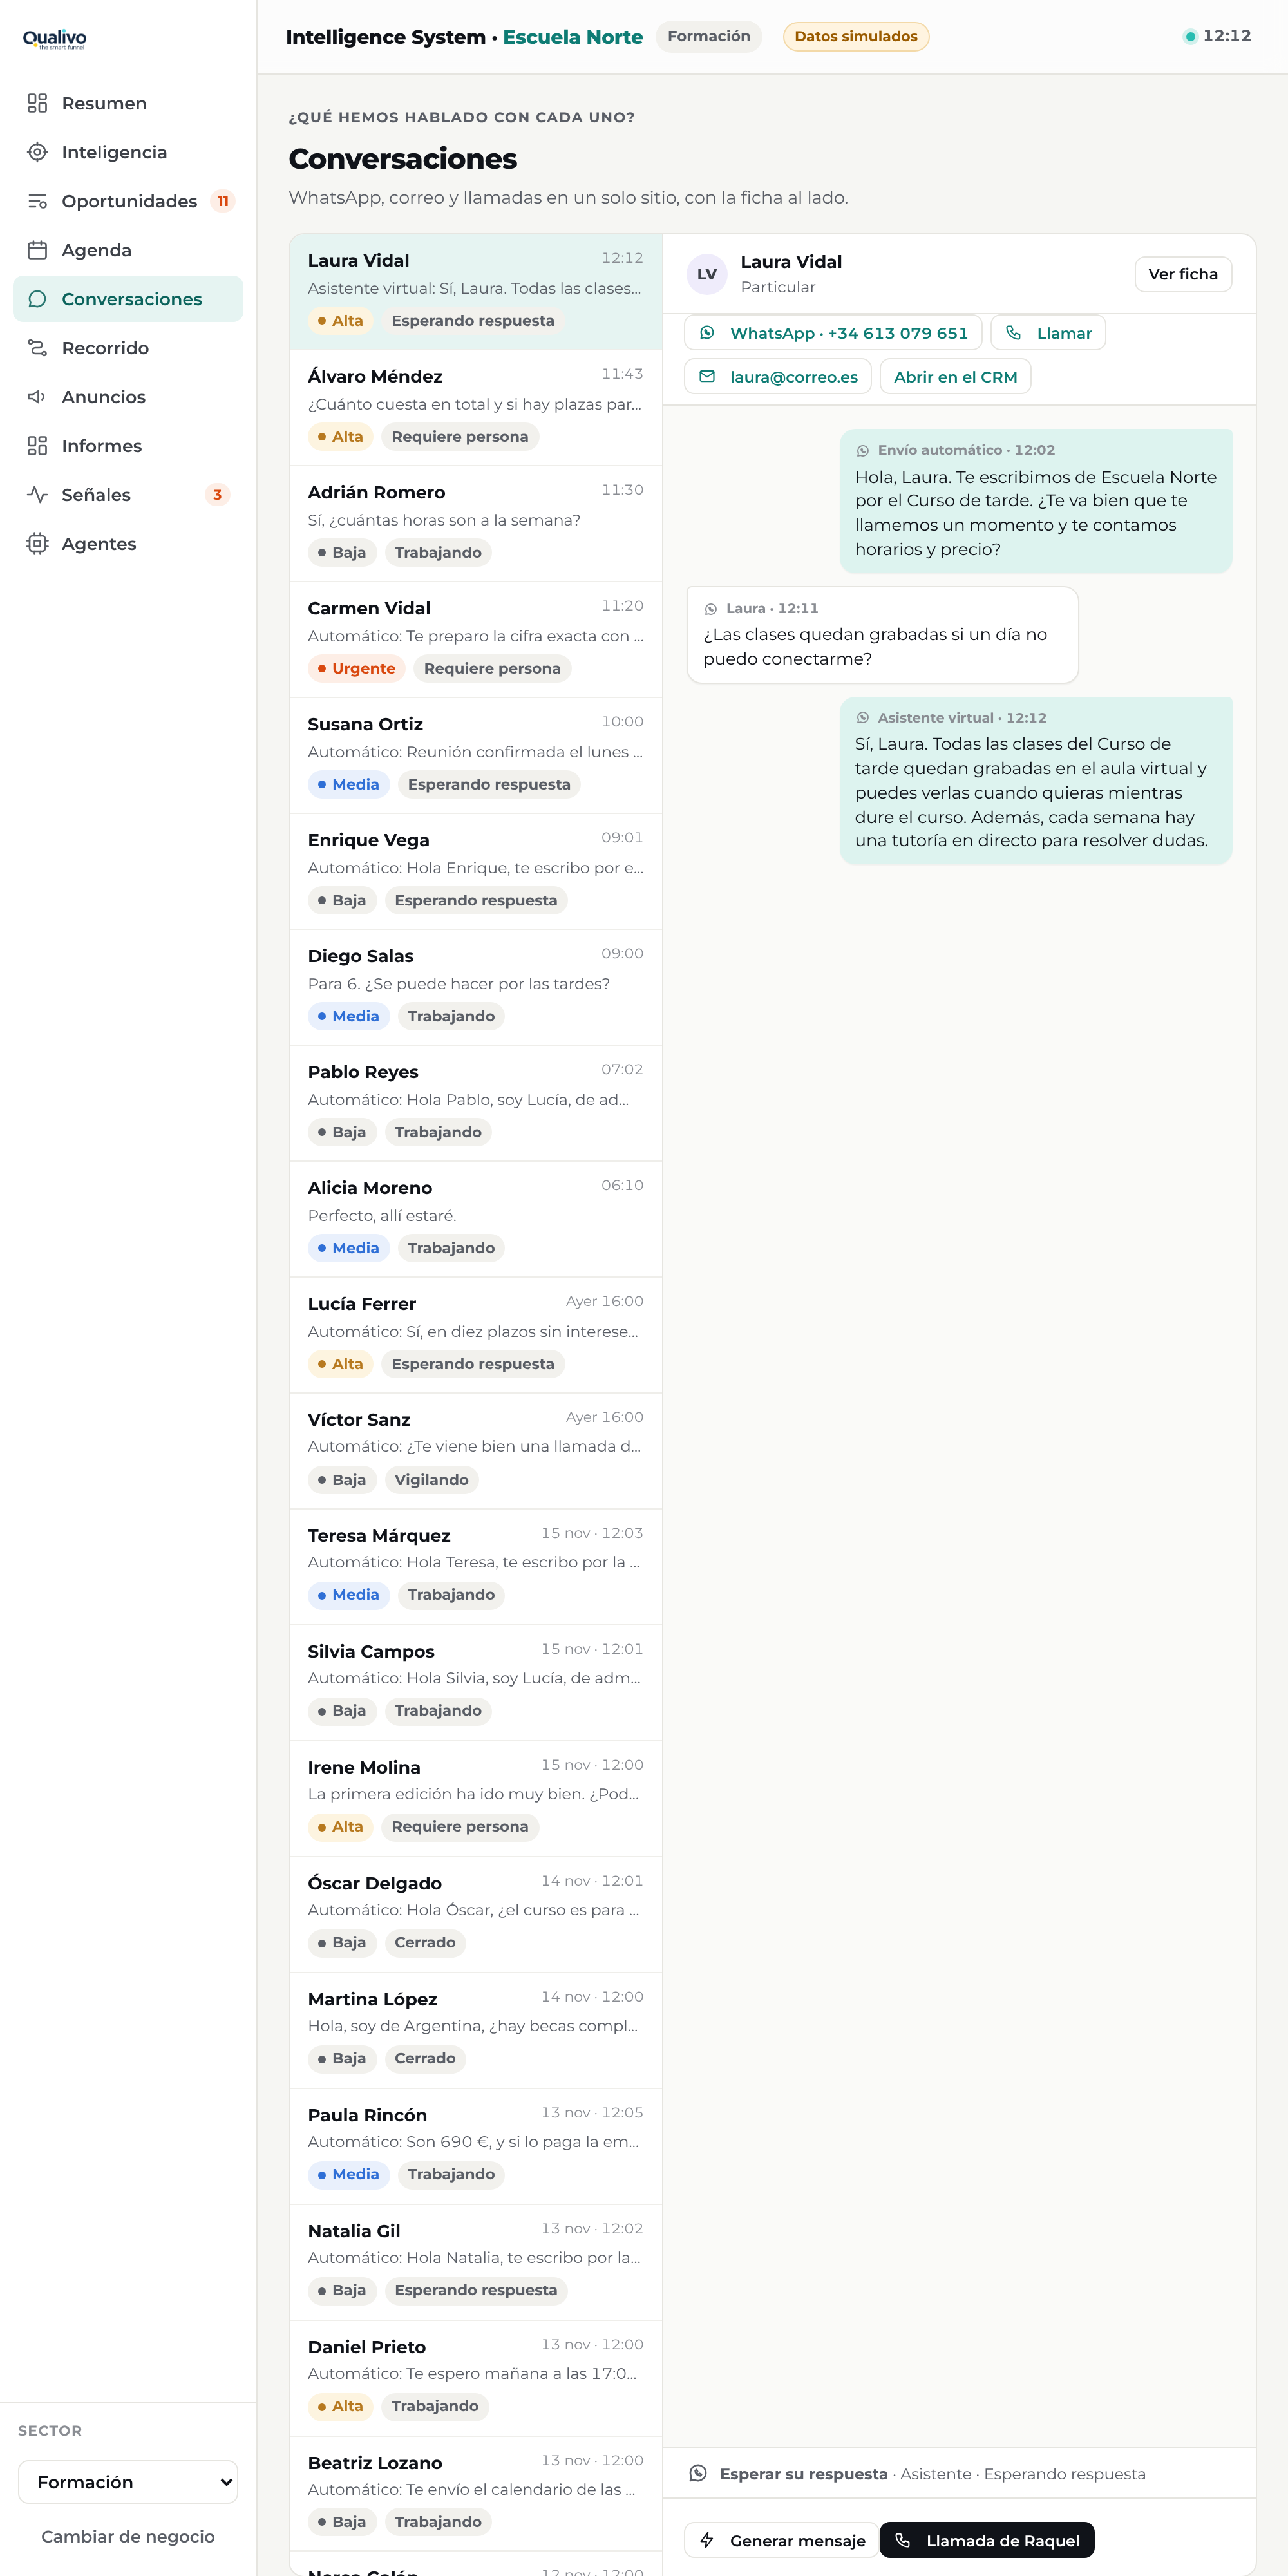 Qualivo
the smart funnel
Resumen
Inteligencia
Oportunidades 11
Agenda
Conversaciones
Recorrido
Anuncios
Informes
Señales 3
Agentes
SECTOR
Formación
Cambiar de negocio
Intelligence System · Escuela Norte Formación Datos simulados 12:12
¿QUÉ HEMOS HABLADO CON CADA UNO?
Conversaciones
WhatsApp, correo y llamadas en un solo sitio, con la ficha al lado.
Laura Vidal 12:12
Asistente virtual: Sí, Laura. Todas las clases...
Alta Esperando respuesta
Álvaro Méndez 11:43
¿Cuánto cuesta en total y si hay plazas par...
Alta Requiere persona
Adrián Romero 11:30
Sí, ¿cuántas horas son a la semana?
Baja Trabajando
Carmen Vidal 11:20
Automático: Te preparo la cifra exacta con ...
Urgente Requiere persona
Susana Ortiz 10:00
Automático: Reunión confirmada el lunes ...
Media Esperando respuesta
Enrique Vega 09:01
Automático: Hola Enrique, te escribo por e...
Baja Esperando respuesta
Diego Salas 09:00
Para 6. ¿Se puede hacer por las tardes?
Media Trabajando
Pablo Reyes 07:02
Automático: Hola Pablo, soy Lucía, de ad...
Baja Trabajando
Alicia Moreno 06:10
Perfecto, allí estaré.
Media Trabajando
Lucía Ferrer Ayer 16:00
Automático: Sí, en diez plazos sin interese...
Alta Esperando respuesta
Víctor Sanz Ayer 16:00
Automático: ¿Te viene bien una llamada d...
Baja Vigilando
Teresa Márquez 15 nov · 12:03
Automático: Hola Teresa, te escribo por la ...
Media Trabajando
Silvia Campos 15 nov · 12:01
Automático: Hola Silvia, soy Lucía, de adm...
Baja Trabajando
Irene Molina 15 nov · 12:00
La primera edición ha ido muy bien. ¿Pod...
Alta Requiere persona
Óscar Delgado 14 nov · 12:01
Automático: Hola Óscar, ¿el curso es para ...
Baja Cerrado
Martina López 14 nov · 12:00
Hola, soy de Argentina, ¿hay becas compl...
Baja Cerrado
Paula Rincón 13 nov · 12:05
Automático: Son 690 €, y si lo paga la em...
Media Trabajando
Natalia Gil 13 nov · 12:02
Automático: Hola Natalia, te escribo por la...
Baja Esperando respuesta
Daniel Prieto 13 nov · 12:00
Automático: Te espero mañana a las 17:0...
Alta Trabajando
Beatriz Lozano 13 nov · 12:00
Automático: Te envío el calendario de las ...
Baja Trabajando
LV
Laura Vidal
Particular
Ver ficha
WhatsApp · +34 613 079 651 Llamar
laura@correo.es Abrir en el CRM
Envío automático · 12:02
Hola, Laura. Te escribimos de Escuela Norte
por el Curso de tarde. ¿Te va bien que te
llamemos un momento y te contamos
horarios y precio?
Laura · 12:11
¿Las clases quedan grabadas si un día no
puedo conectarme?
Asistente virtual · 12:12
Sí, Laura. Todas las clases del Curso de
tarde quedan grabadas en el aula virtual y
puedes verlas cuando quieras mientras
dure el curso. Además, cada semana hay
una tutoría en directo para resolver dudas.
Esperar su respuesta · Asistente · Esperando respuesta
Generar mensaje Llamada de Raquel